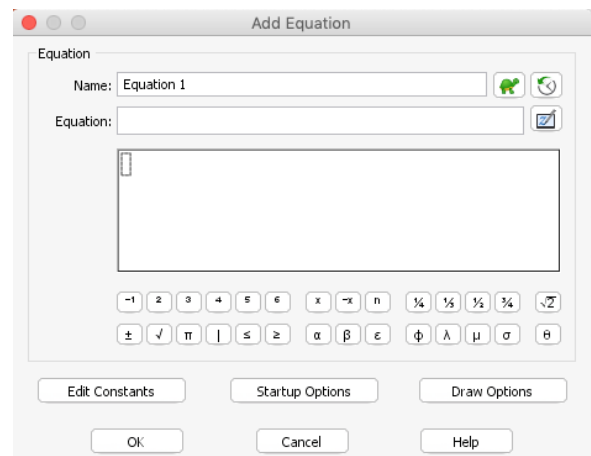 Add Equation
Equation
Name: Equation 1
Equation:
⁻¹ ² ³ ⁴ ⁵ ⁶ ˣ ⁻ˣ ⁿ ¼ ⅓ ½ ¾ √2
± √ π | ≤ ≥ α β ε ϕ λ μ σ θ
Edit Constants Startup Options Draw Options
OK Cancel Help